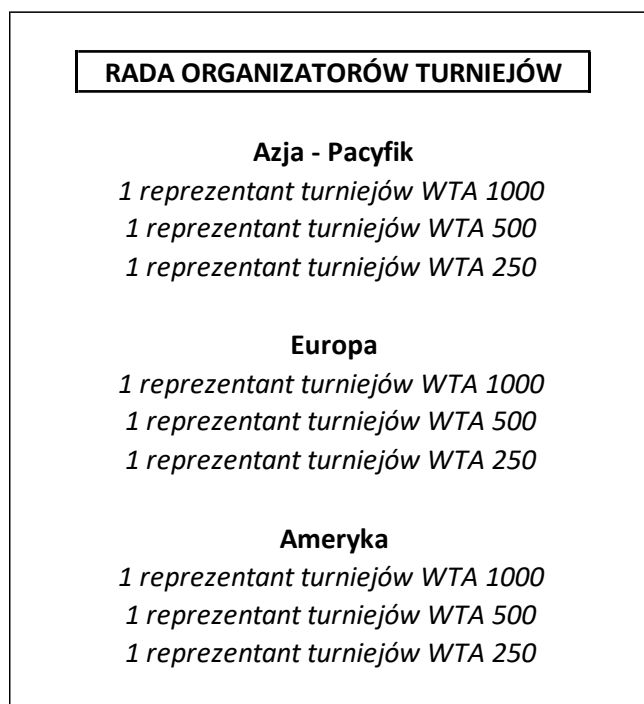 RADA ORGANIZATORÓW TURNIEJÓW
Azja - Pacyfik
1 reprezentant turniejów WTA 1000
1 reprezentant turniejów WTA 500
1 reprezentant turniejów WTA 250
Europa
1 reprezentant turniejów WTA 1000
1 reprezentant turniejów WTA 500
1 reprezentant turniejów WTA 250
Ameryka
1 reprezentant turniejów WTA 1000
1 reprezentant turniejów WTA 500
1 reprezentant turniejów WTA 250